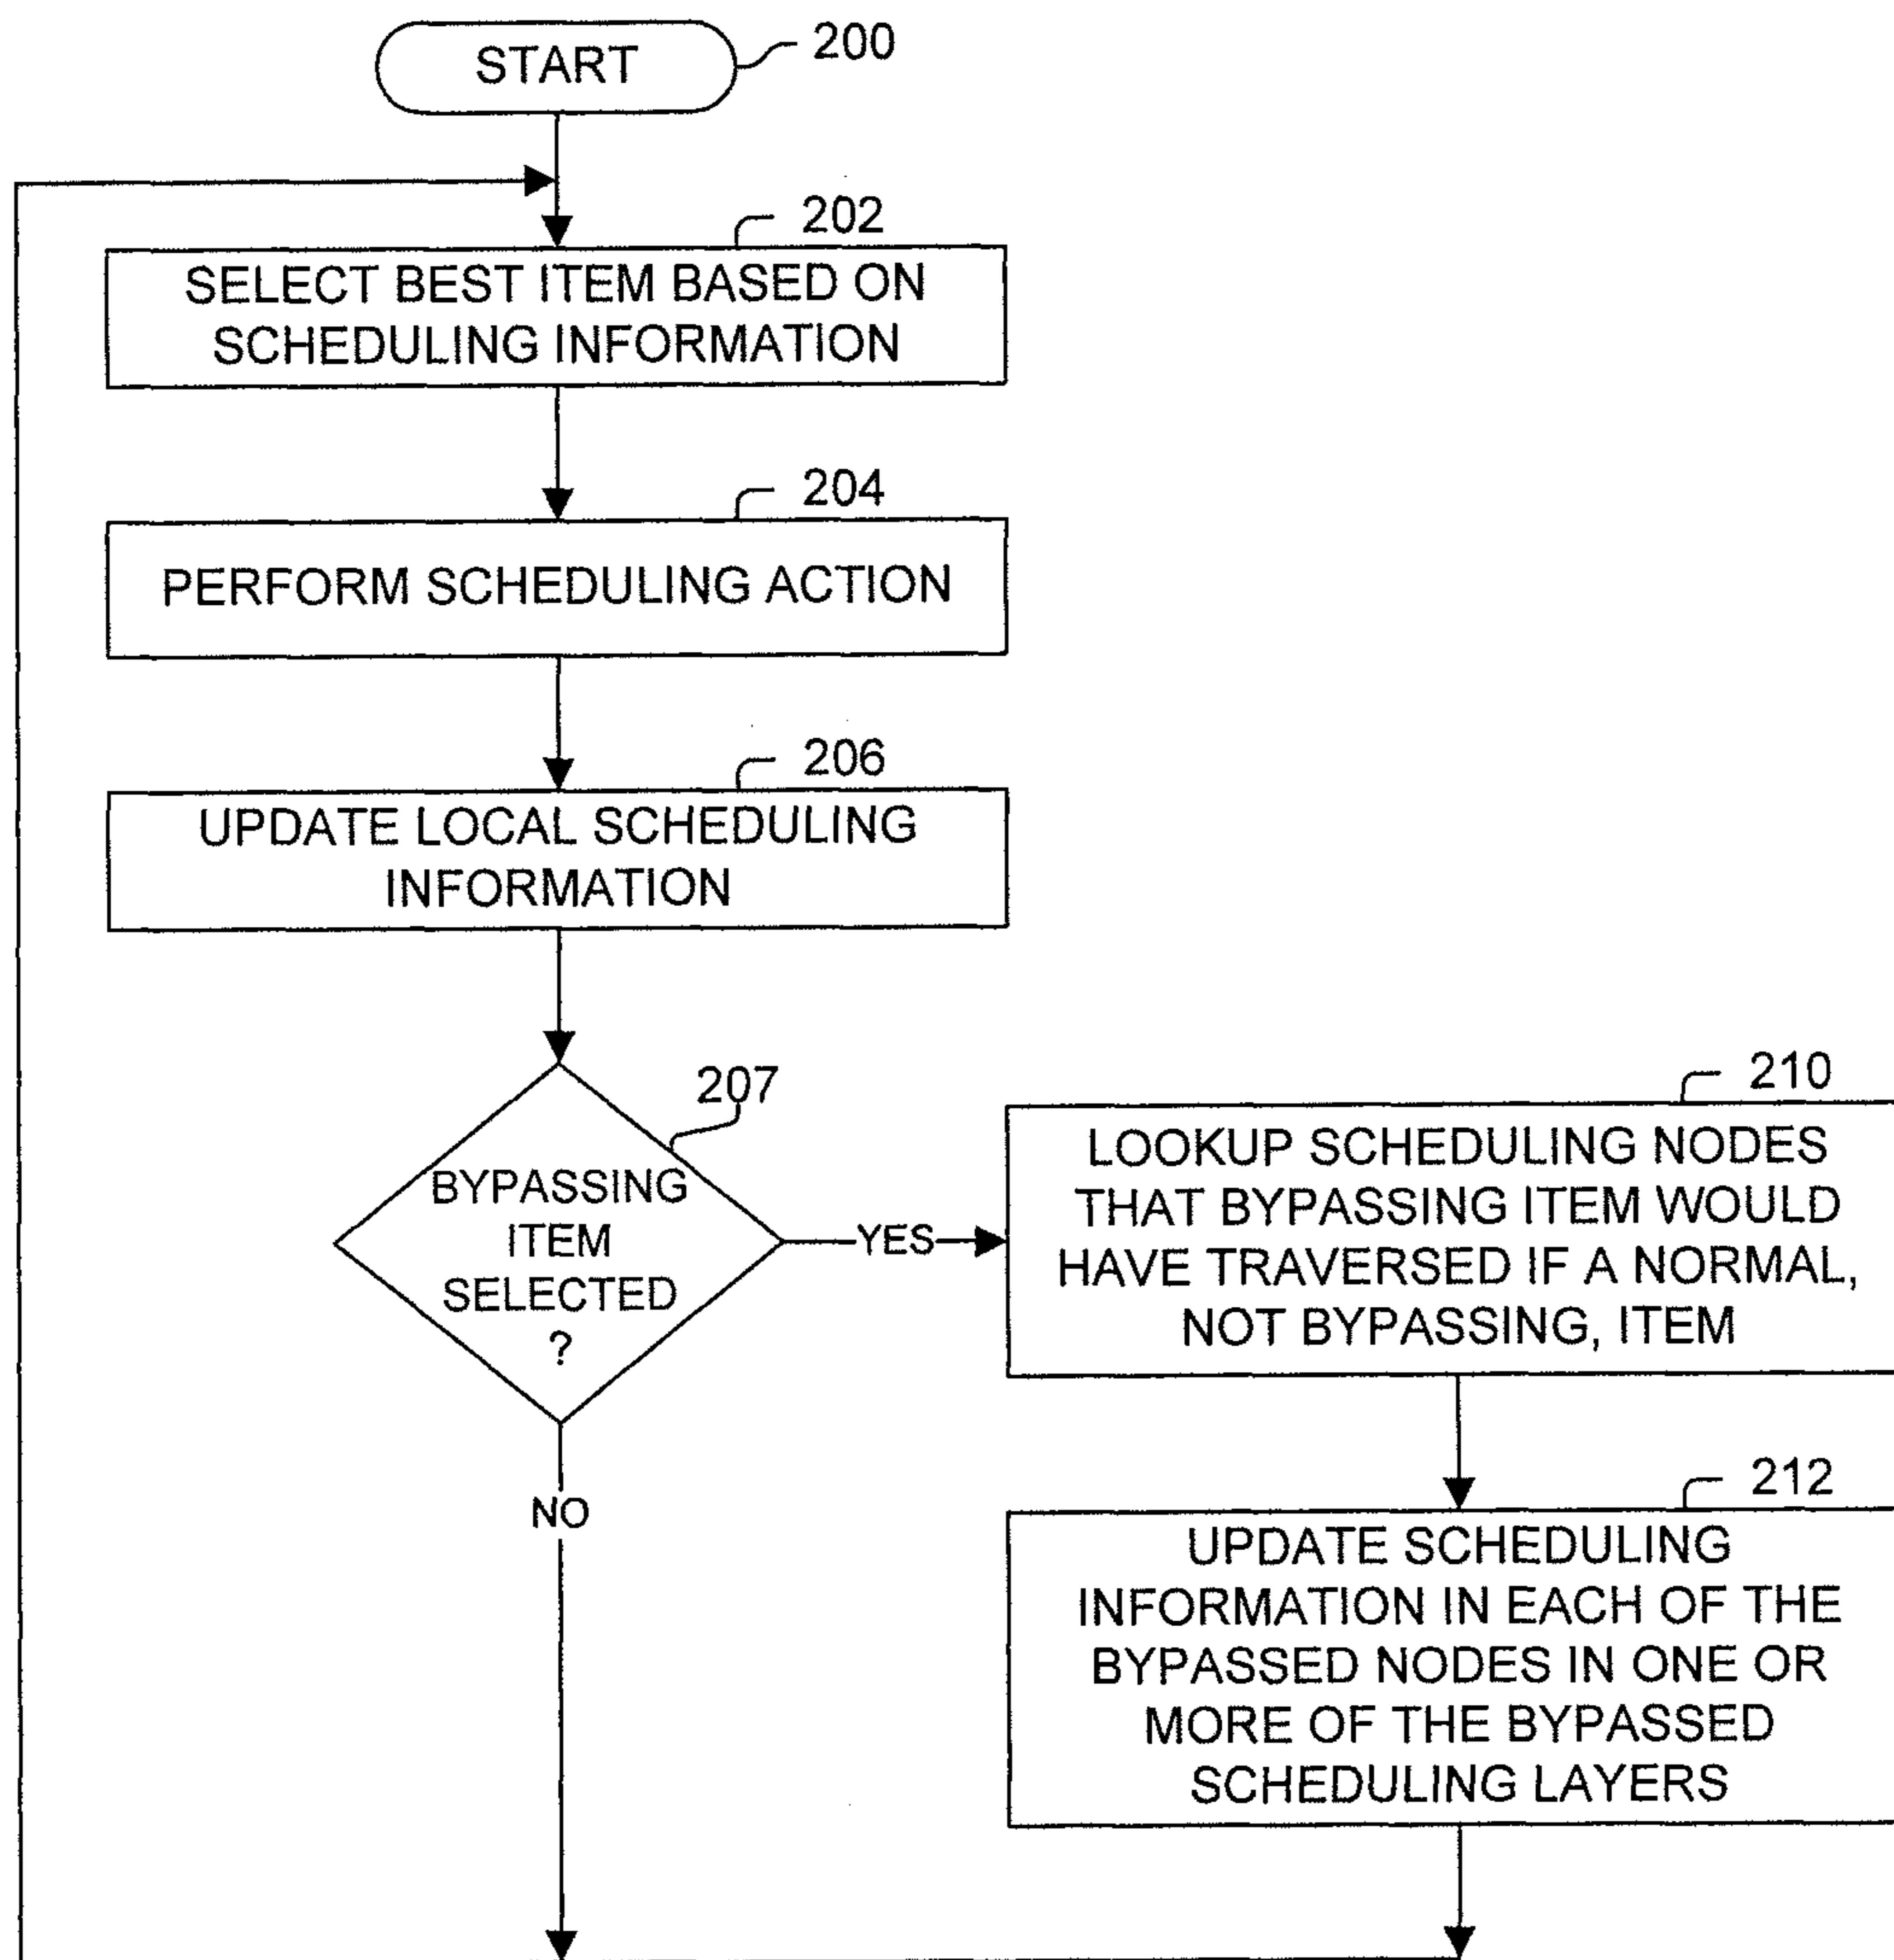 START
200
202
SELECT BEST ITEM BASED ON
SCHEDULING INFORMATION
204
PERFORM SCHEDULING ACTION
206
UPDATE LOCAL SCHEDULING
INFORMATION
207
BYPASSING
ITEM
SELECTED
?
YES
NO
210
LOOKUP SCHEDULING NODES
THAT BYPASSING ITEM WOULD
HAVE TRAVERSED IF A NORMAL,
NOT BYPASSING, ITEM
212
UPDATE SCHEDULING
INFORMATION IN EACH OF THE
BYPASSED NODES IN ONE OR
MORE OF THE BYPASSED
SCHEDULING LAYERS